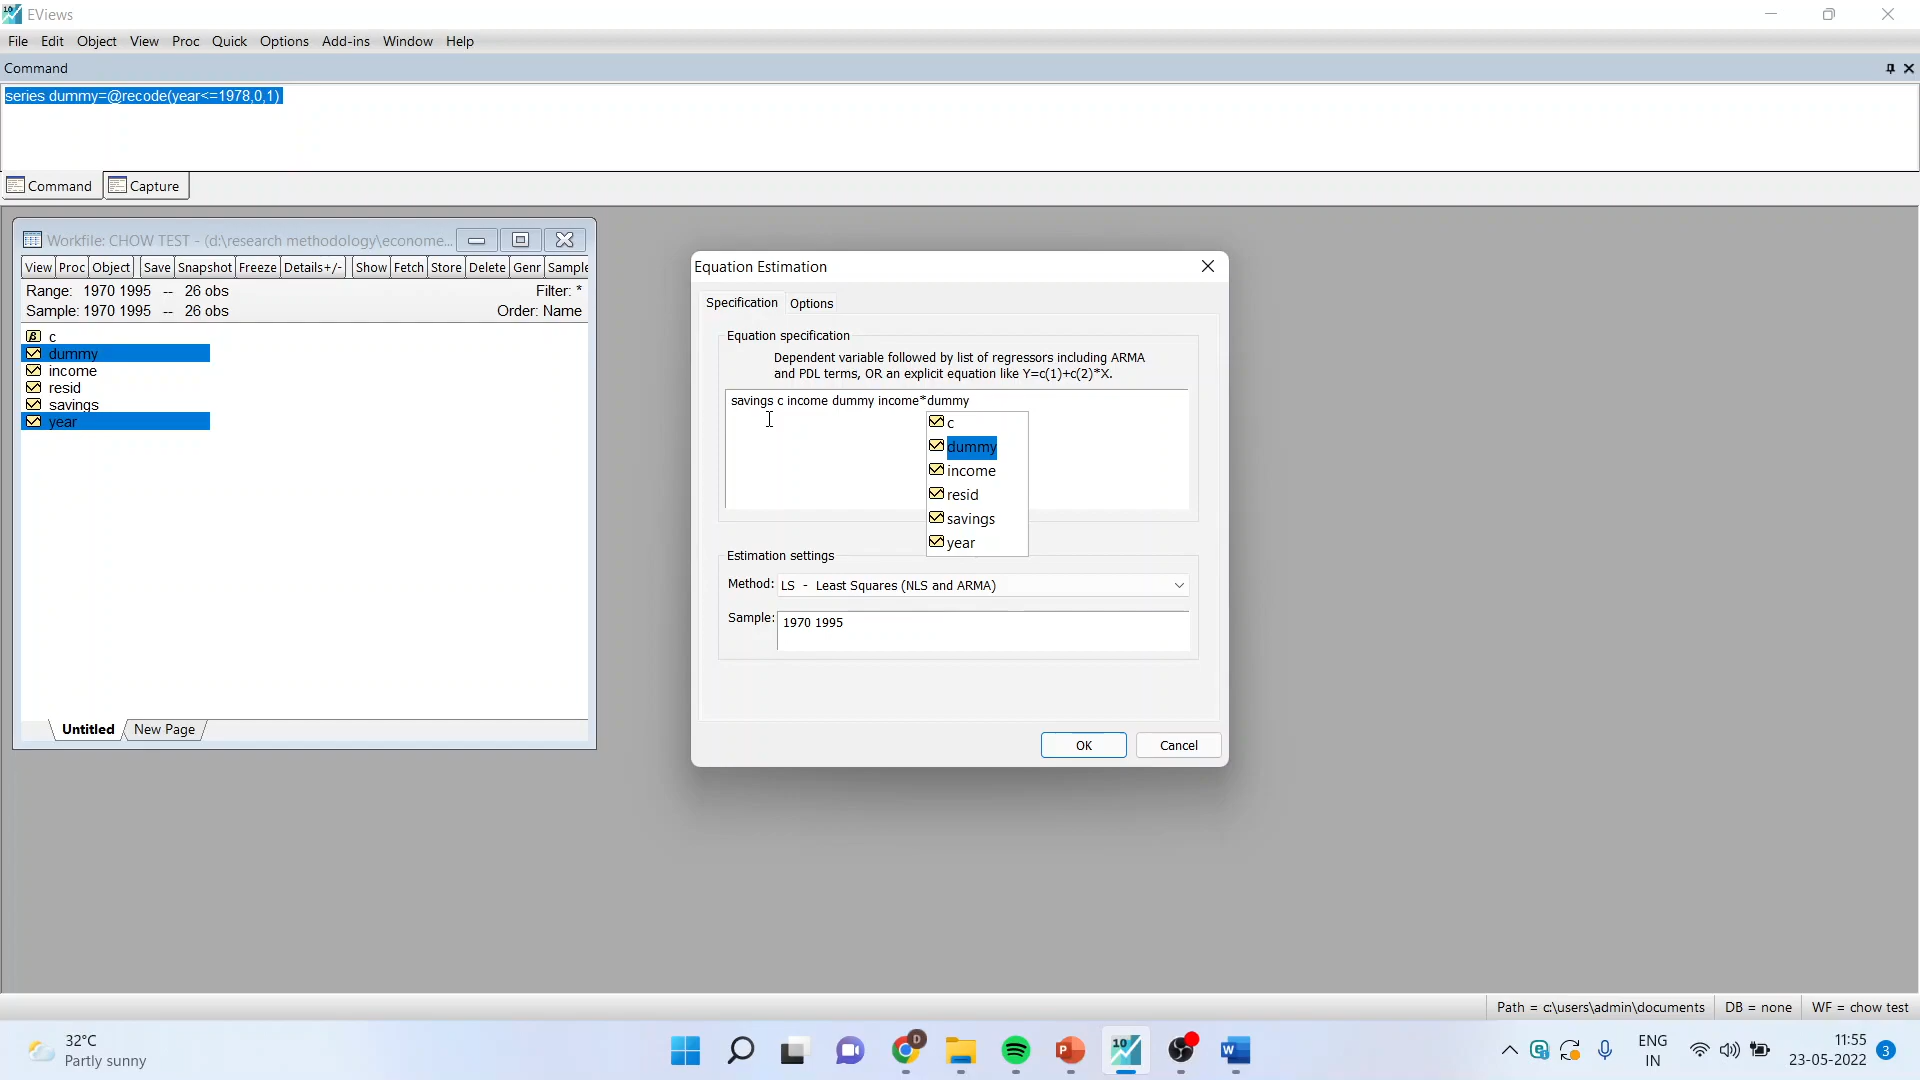 10 EViews
File Edit Object View Proc Quick Options Add-ins Window Help
Command
series dummy=@recode(year<=1978,0,1)
Command Capture
Workfile: CHOW TEST - (d:\research methodology\econome...
View Proc Object Save Snapshot Freeze Details+/- Show Fetch Store Delete Genr Sample
Range: 1970 1995 -- 26 obs Filter: *
Sample: 1970 1995 -- 26 obs Order: Name
β c
dummy
income
resid
savings
year
Untitled New Page
Equation Estimation
Specification Options
Equation specification
Dependent variable followed by list of regressors including ARMA
and PDL terms, OR an explicit equation like Y=c(1)+c(2)*X.
savings c income dummy income*dummy
c
dummy
income
resid
savings
year
Estimation settings
Method: LS - Least Squares (NLS and ARMA)
Sample: 1970 1995
OK Cancel
Path = c:\users\admin\documents DB = none WF = chow test
32°C
Partly sunny
D
P
10
W
ENG
IN
11:55
23-05-2022
3